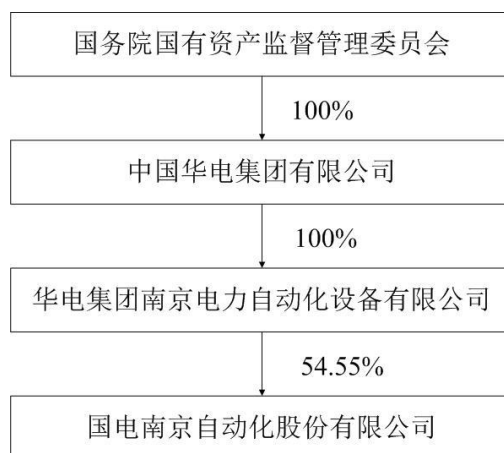 国务院国有资产监督管理委员会
100%
中国华电集团有限公司
100%
华电集团南京电力自动化设备有限公司
54.55%
国电南京自动化股份有限公司